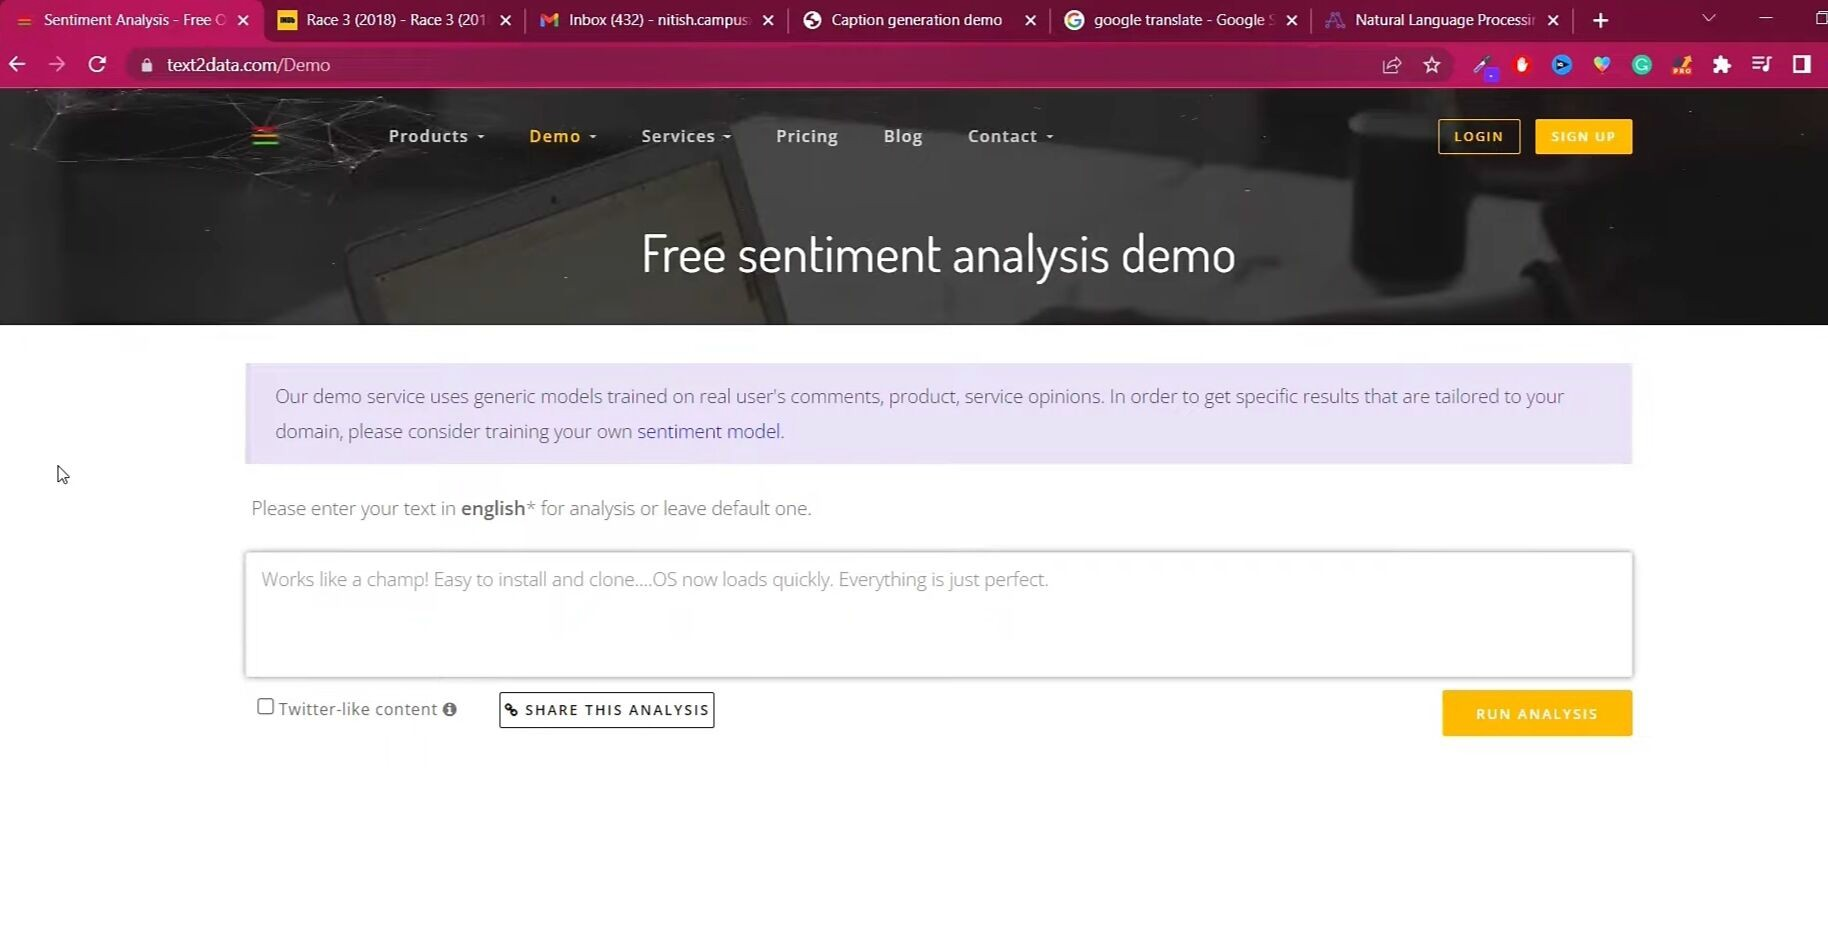 Sentiment Analysis - Free O
Race 3 (2018) - Race 3 (201
Inbox (432) - nitish.campus
Caption generation demo
google translate - Google S
Natural Language Processin
text2data.com/Demo
Products
Demo
Services
Pricing
Blog
Contact
LOGIN
SIGN UP
Free sentiment analysis demo
Our demo service uses generic models trained on real user's comments, product, service opinions. In order to get specific results that are tailored to your
domain, please consider training your own sentiment model.
Please enter your text in english* for analysis or leave default one.
Works like a champ! Easy to install and clone....OS now loads quickly. Everything is just perfect.
Twitter-like content
SHARE THIS ANALYSIS
RUN ANALYSIS